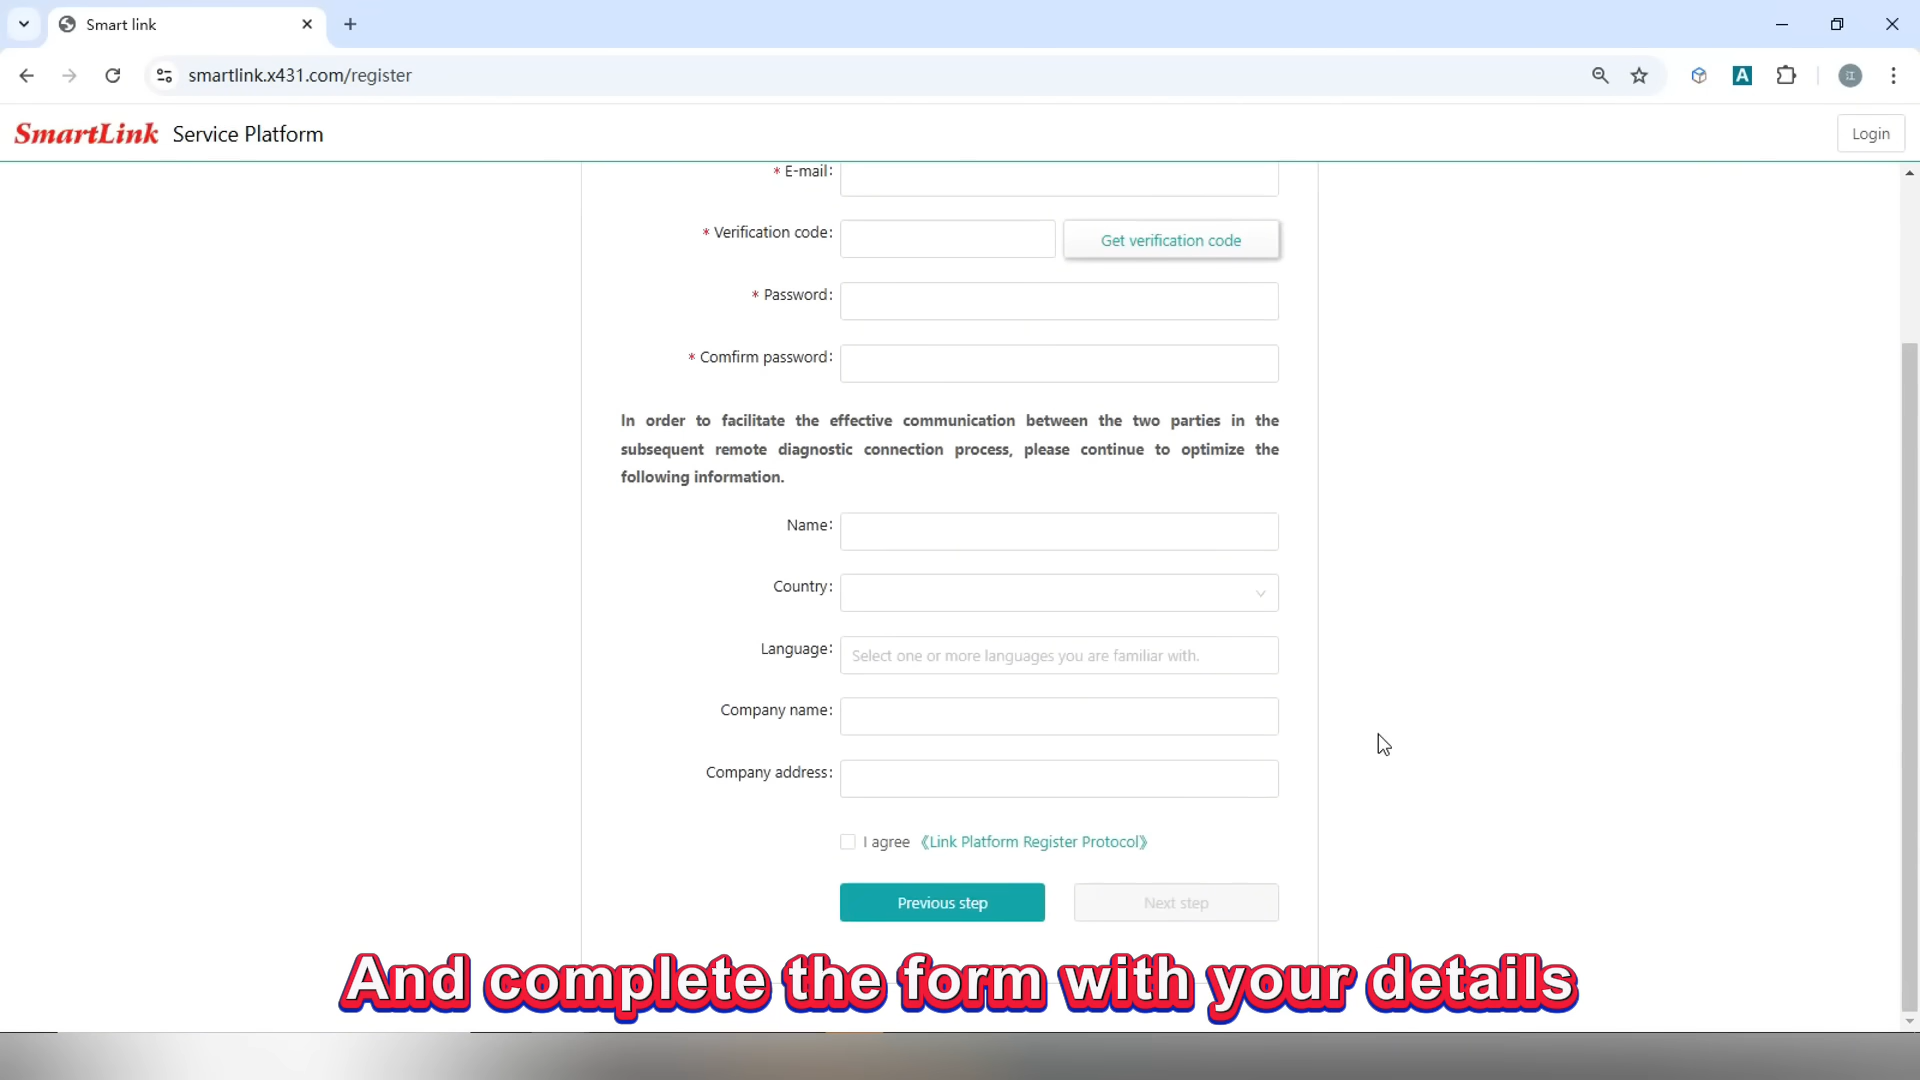 Smart link
smartlink.x431.com/register
A
江
SmartLink Service Platform
Login
* E-mail:
* Verification code:
Get verification code
* Password:
* Comfirm password:
In order to facilitate the effective communication between the two parties in the
subsequent remote diagnostic connection process, please continue to optimize the
following information.
Name:
Country:
Language:
Select one or more languages you are familiar with.
Company name:
Company address:
I agree 《Link Platform Register Protocol》
Previous step
Next step
And complete the form with your details